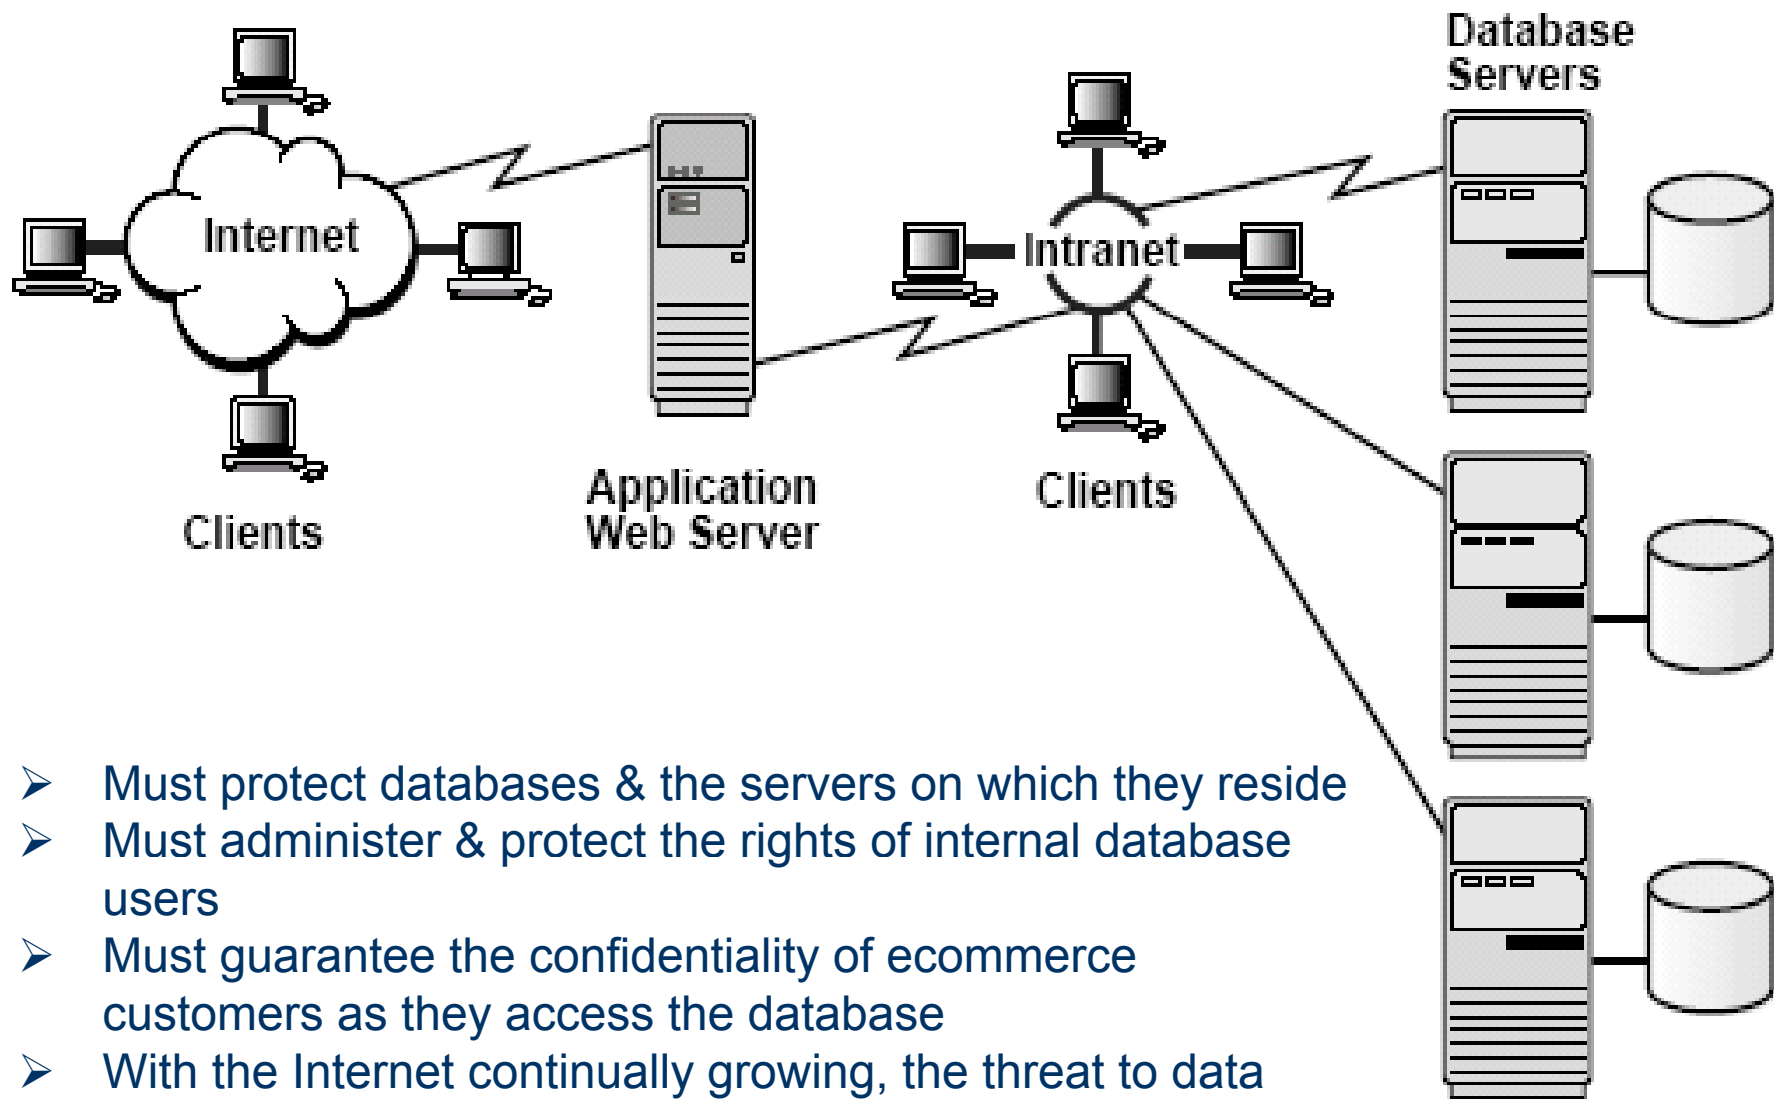 Database
Servers
Internet
Intranet
Application
Web Server
Clients
Clients
➢ Must protect databases & the servers on which they reside
➢ Must administer & protect the rights of internal database
users
➢ Must guarantee the confidentiality of ecommerce
customers as they access the database
➢ With the Internet continually growing, the threat to data